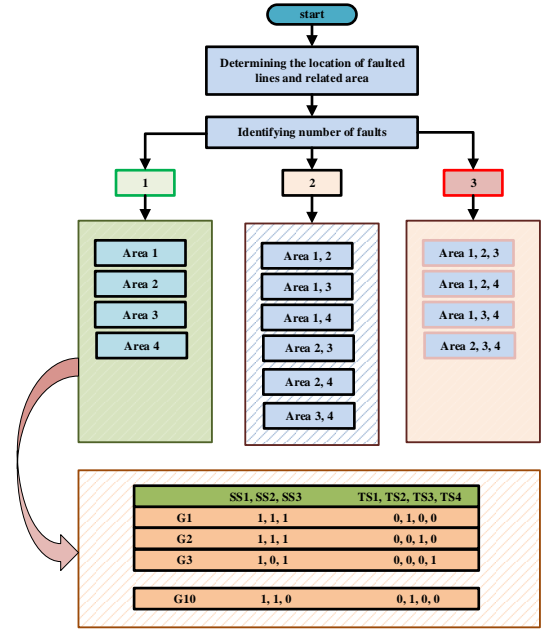 start
Determining the location of faulted
lines and related area
Identifying number of faults
1
2
3
Area 1
Area 2
Area 3
Area 4
Area 1, 2
Area 1, 3
Area 1, 4
Area 2, 3
Area 2, 4
Area 3, 4
Area 1, 2, 3
Area 1, 2, 4
Area 1, 3, 4
Area 2, 3, 4
SS1, SS2, SS3 TS1, TS2, TS3, TS4
G1 1, 1, 1 0, 1, 0, 0
G2 1, 1, 1 0, 0, 1, 0
G3 1, 0, 1 0, 0, 0, 1
G10 1, 1, 0 0, 1, 0, 0